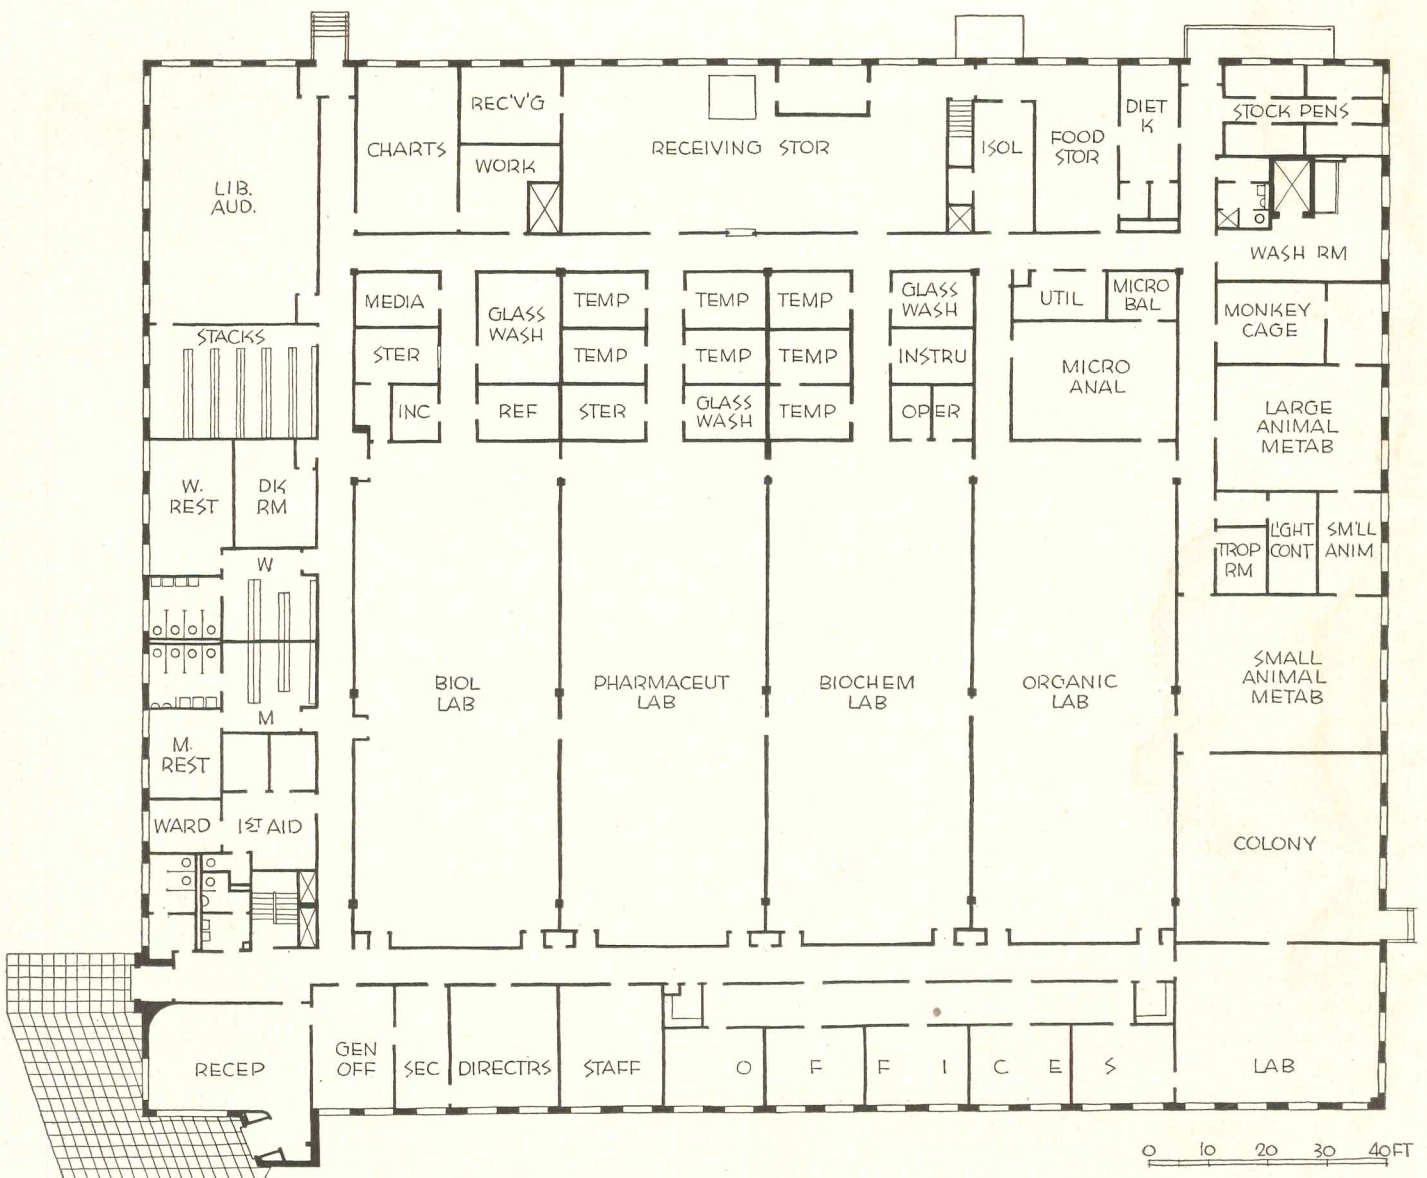 REC'V'G
DIET
K
STOCK PENS
CHARTS
RECEIVING STOR
ISOL
FOOD
STOR
WORK
LIB.
AUD.
WASH RM
MEDIA
GLASS
WASH
TEMP
TEMP
TEMP
GLASS
WASH
UTIL
MICRO
BAL
MONKEY
CAGE
STACKS
STER
TEMP
TEMP
TEMP
INSTRU
MICRO
ANAL
INC
REF
STER
GLASS
WASH
TEMP
OPER
LARGE
ANIMAL
METAB
W.
REST
DK
RM
TROP
RM
L'GHT
CONT
SM'LL
ANIM
W
BIOL
LAB
PHARMACEUT
LAB
BIOCHEM
LAB
ORGANIC
LAB
SMALL
ANIMAL
METAB
M
M.
REST
WARD
1ST AID
COLONY
RECEP
GEN
OFF
SEC
DIRECTRS
STAFF
OFFICES
LAB
0 10 20 30 40FT